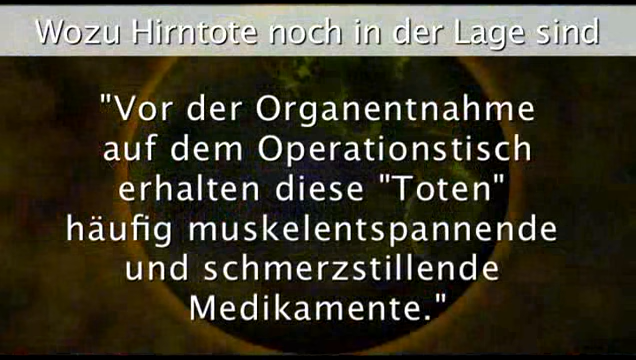 Wozu Hirntote noch in der Lage sind
"Vor der Organentnahme
auf dem Operationstisch
erhalten diese "Toten"
häufig muskelentspannende
und schmerzstillende
Medikamente."